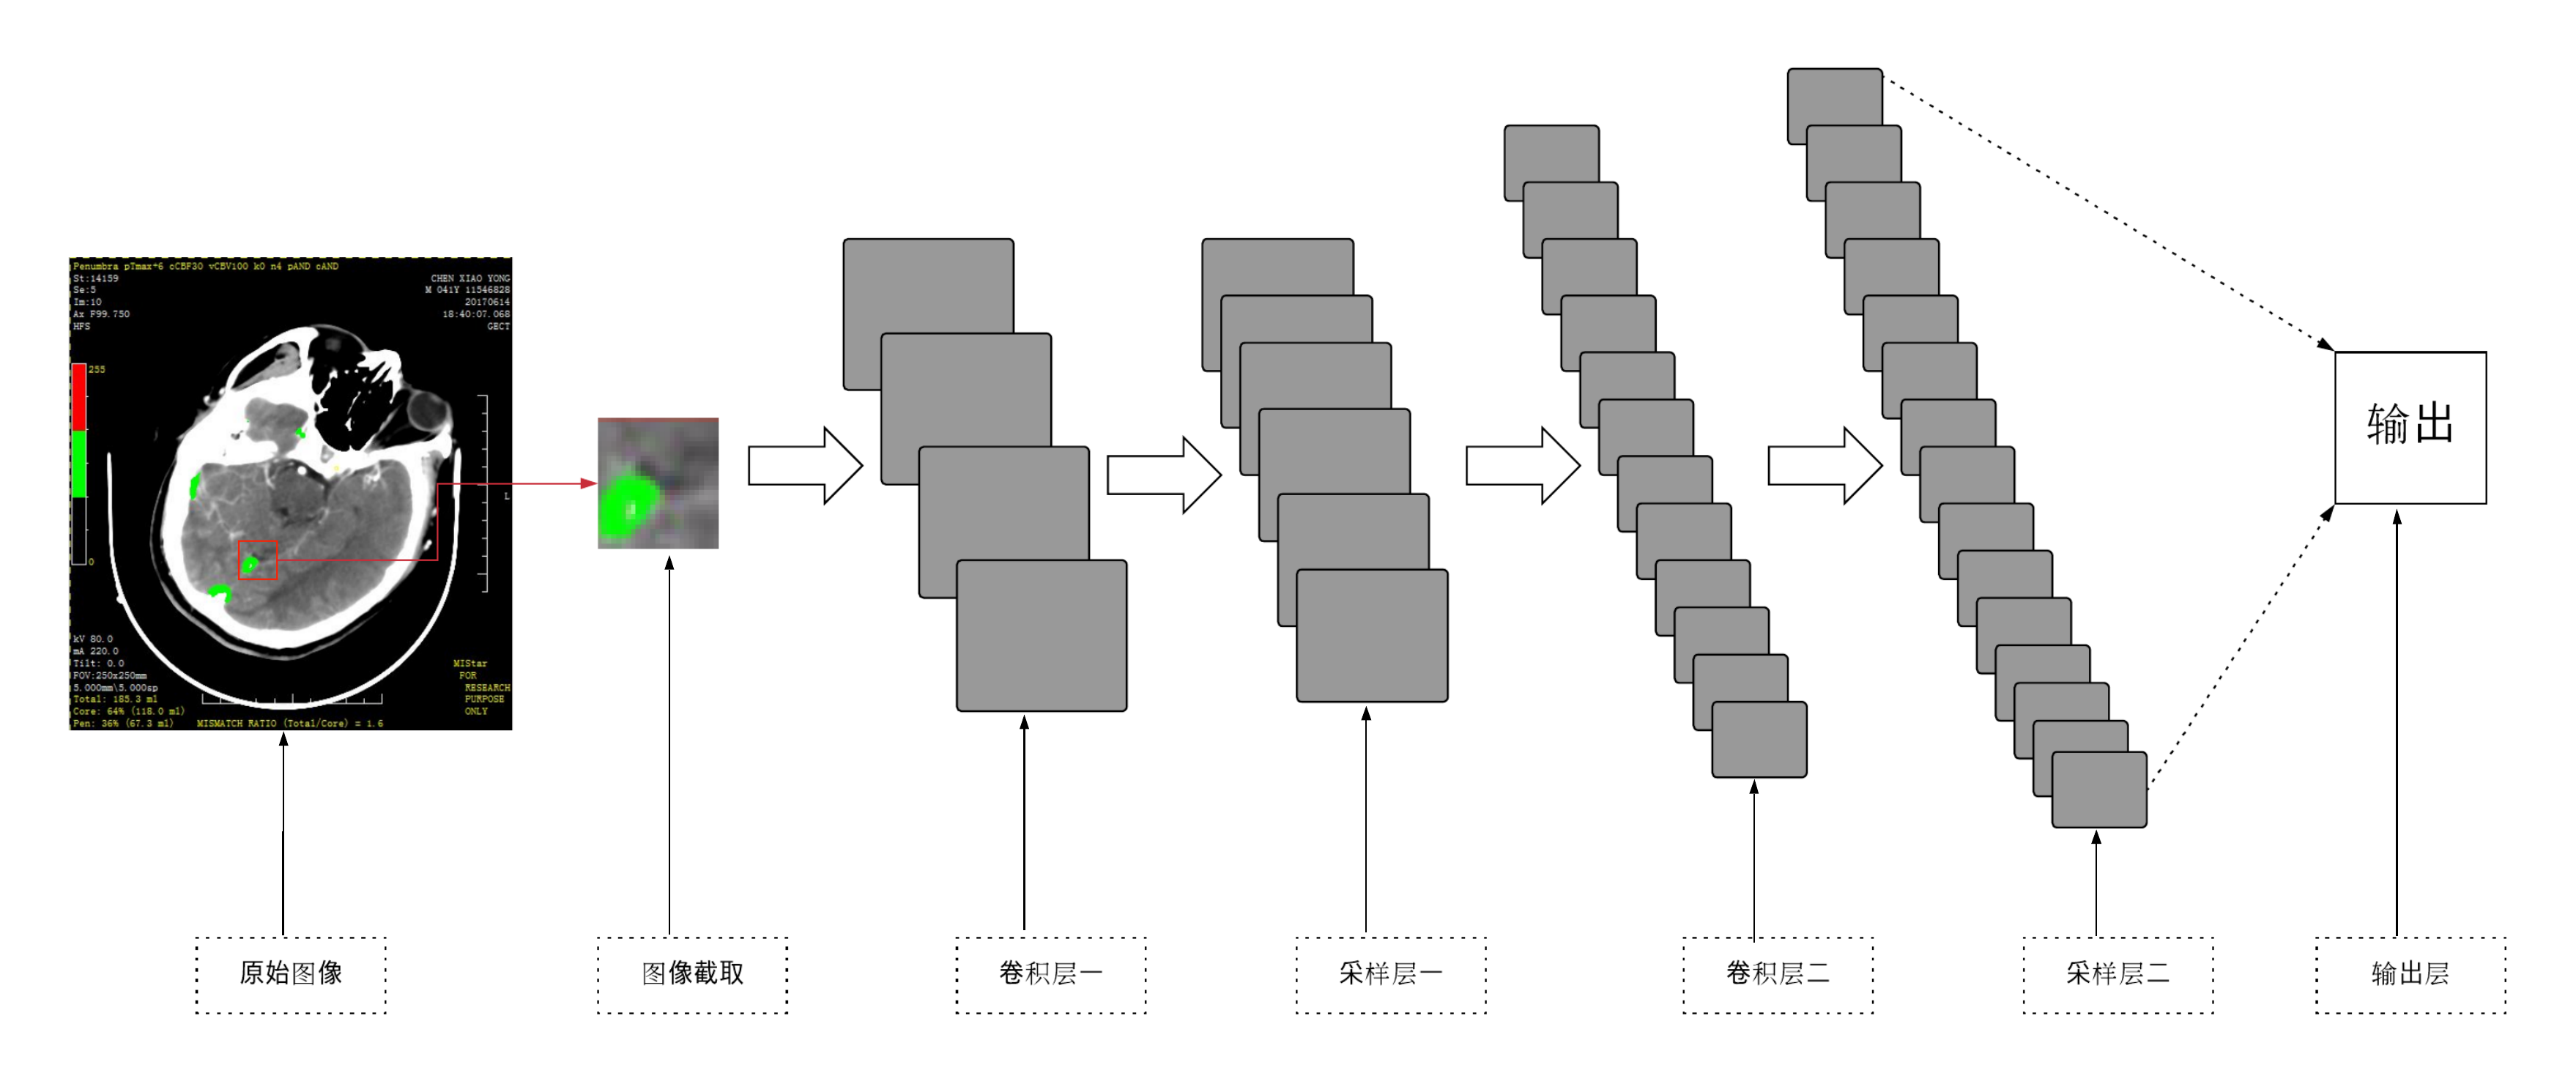 Penumbra pTmax*6 cCBF30 vCBV100 k0 n4 pAND cAND
St:14159
Se:5
Im:10
Ax F99.750
HFS
CHEN XIAO YONG
M 041Y 11546828
20170614
18:40:07.068
GECT
255
0
L
kV 80.0
mA 220.0
Tilt: 0.0
FOV:250x250mm
5.000mm\5.000sp
Total: 185.3 ml
Core: 64% (118.0 ml)
Pen: 36% (67.3 ml)
MISMATCH RATIO (Total/Core) = 1.6
MIStar
FOR
RESEARCH
PURPOSE
ONLY
输出
原始图像
图像截取
卷积层一
采样层一
卷积层二
采样层二
输出层